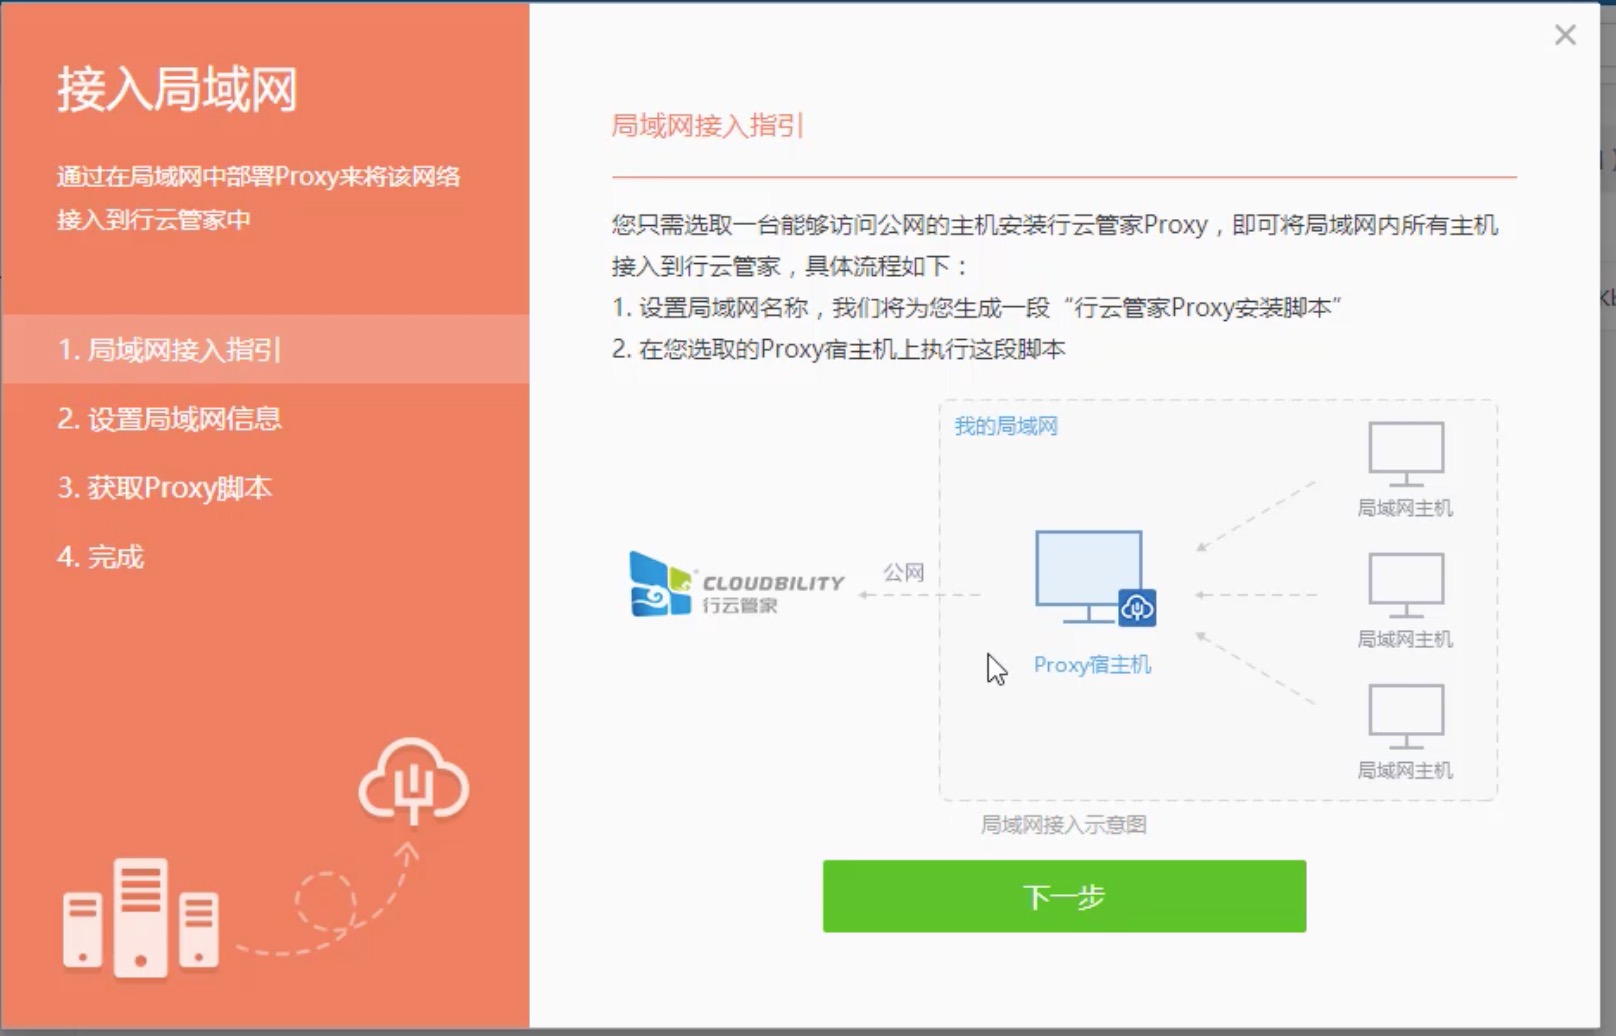 接入局域网
通过在局域网中部署Proxy来将该网络
接入到行云管家中
1. 局域网接入指引
2. 设置局域网信息
3. 获取Proxy脚本
4. 完成
局域网接入指引
您只需选取一台能够访问公网的主机安装行云管家Proxy，即可将局域网内所有主机
接入到行云管家，具体流程如下：
1. 设置局域网名称，我们将为您生成一段“行云管家Proxy安装脚本”
2. 在您选取的Proxy宿主机上执行这段脚本
我的局域网
局域网主机
公网
CLOUDBILITY
行云管家
局域网主机
Proxy宿主机
局域网主机
局域网接入示意图
下一步